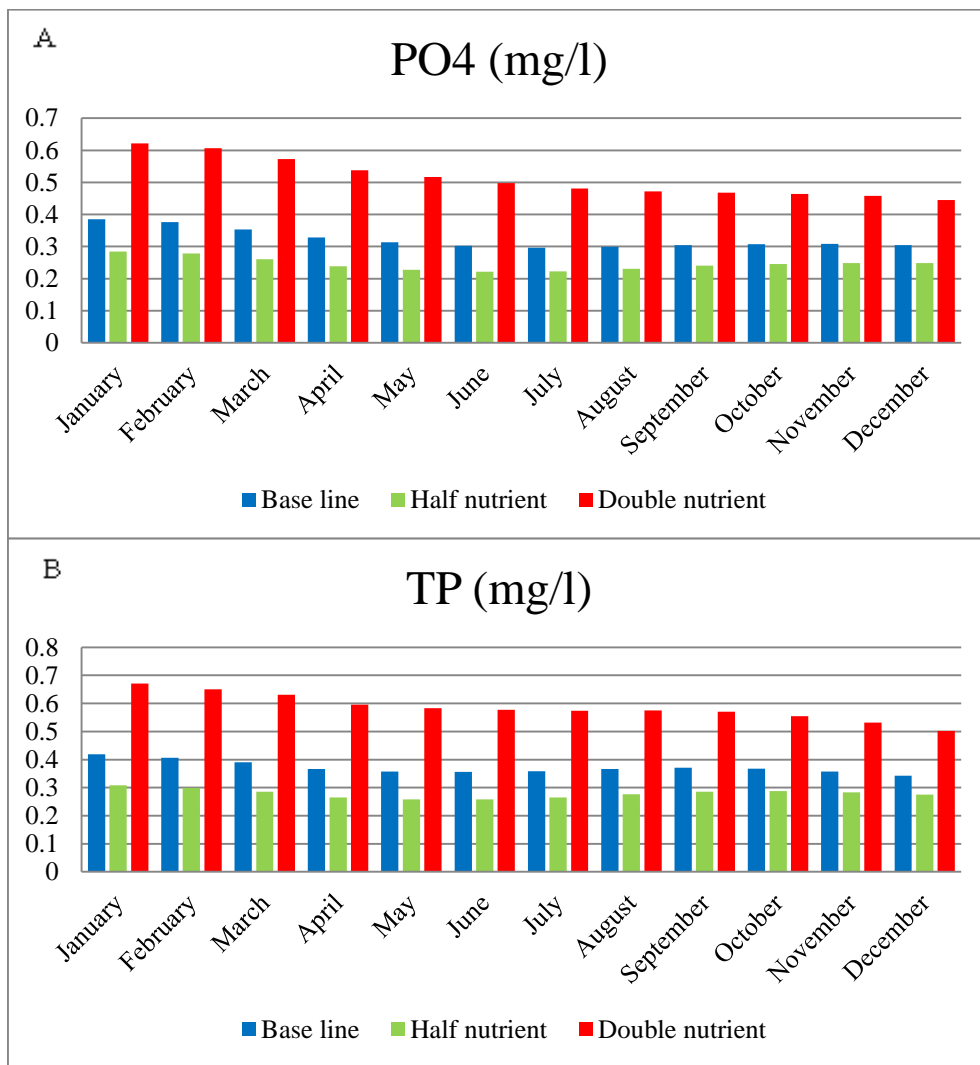 A
PO4 (mg/l)
0.7
0.6
0.5
0.4
0.3
0.2
0.1
0
January February March April May June July August September October November December
Base line Half nutrient Double nutrient
B
TP (mg/l)
0.8
0.7
0.6
0.5
0.4
0.3
0.2
0.1
0
January February March April May June July August September October November December
Base line Half nutrient Double nutrient